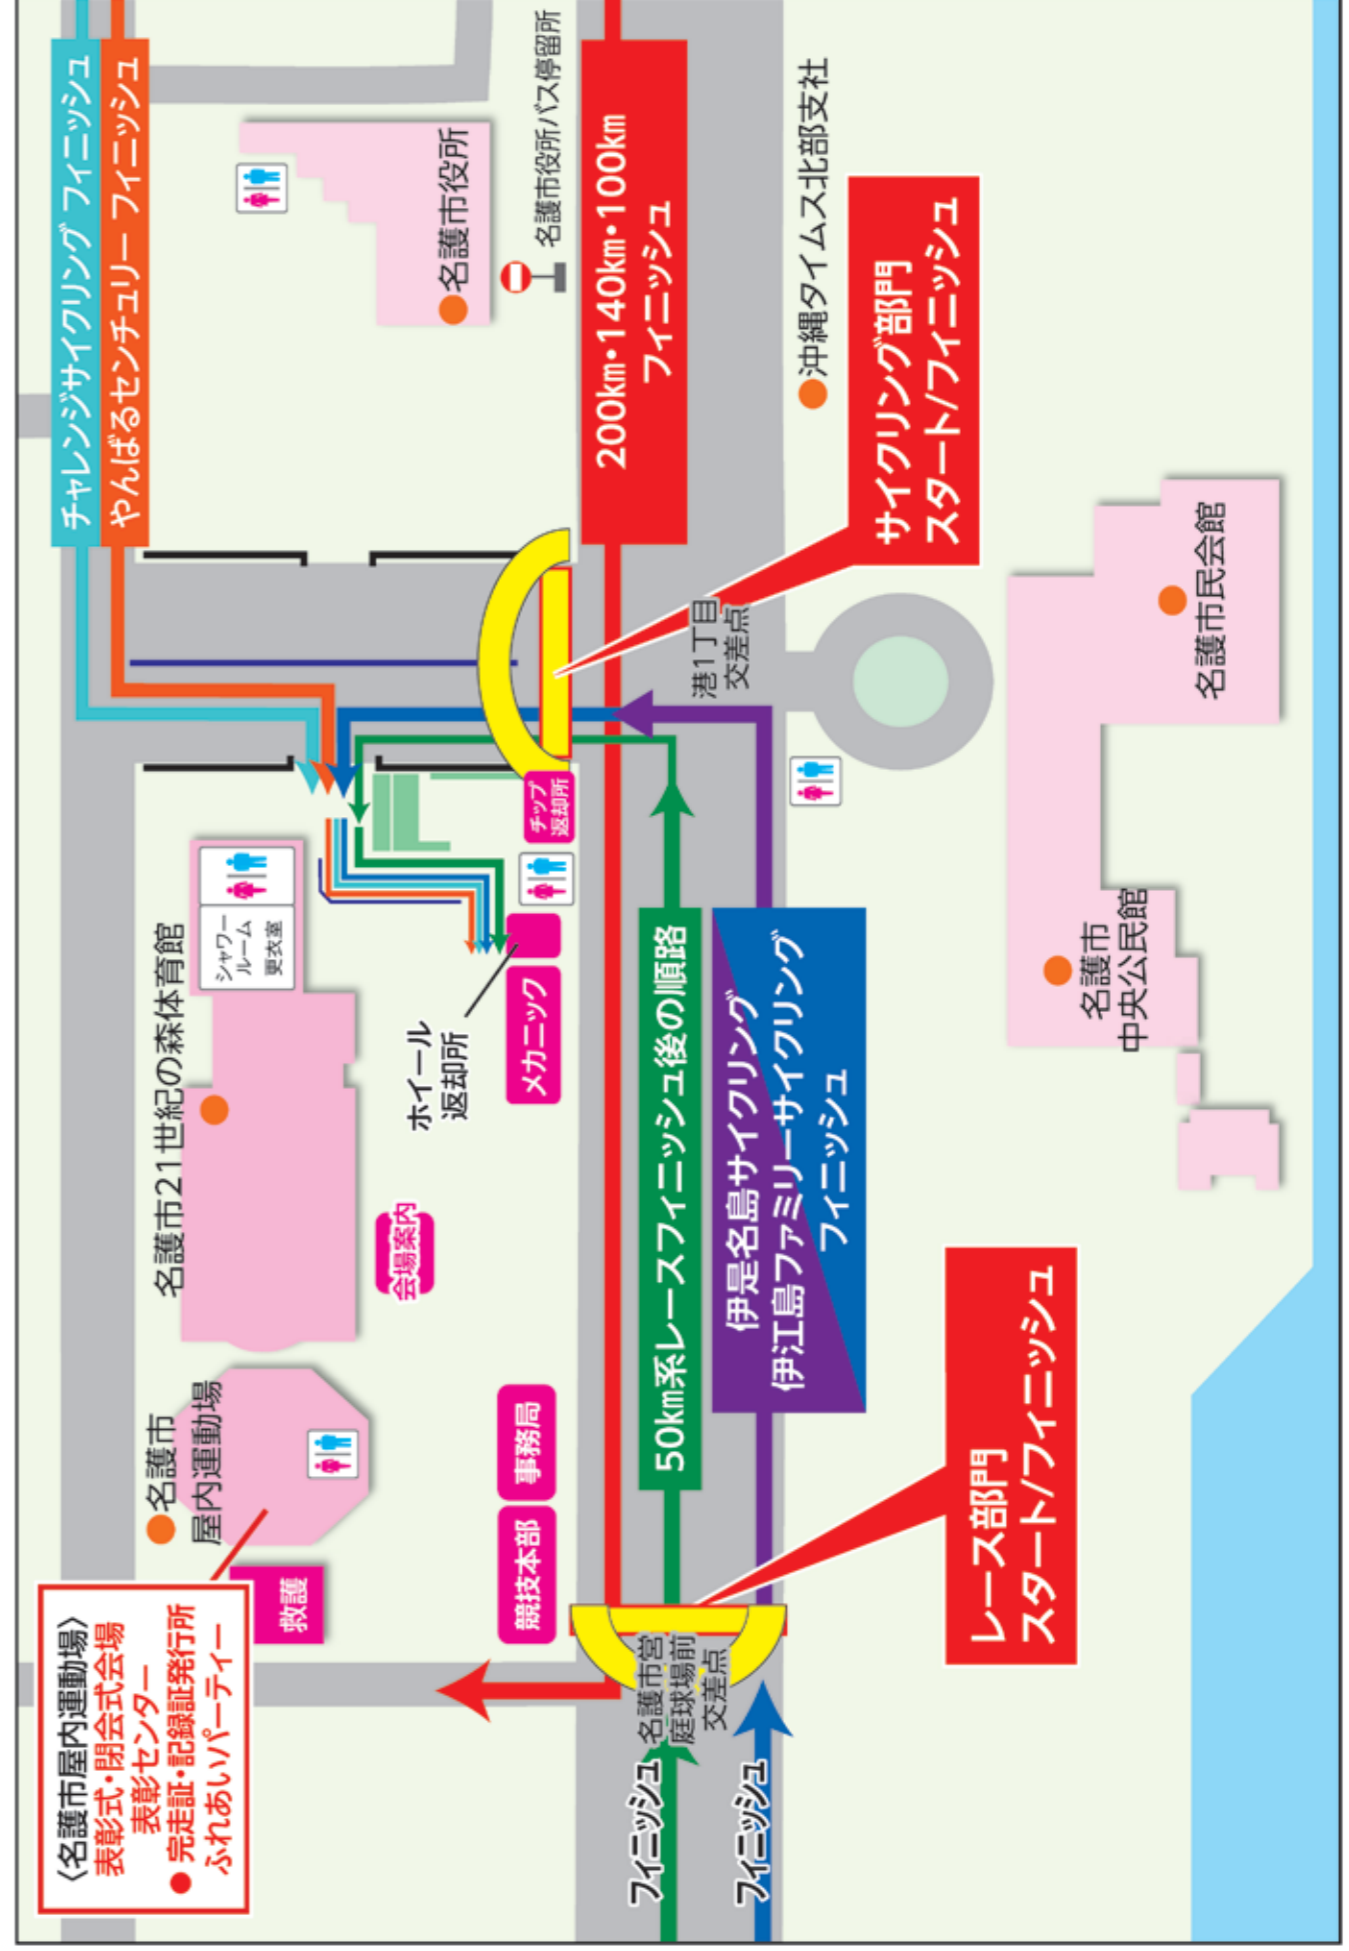 〈名護市屋内運動場〉
表彰式・閉会式会場
表彰センター
●完走証・記録証発行所
ふれあいパーティー
救護
名護市
屋内運動場
名護市21世紀の森体育館
シャワー
ルーム
更衣室
チャレンジサイクリング フィニッシュ
やんばるセンチュリー フィニッシュ
名護市役所
名護市役所バス停留所
会場案内
ホイール
返却所
競技本部
事務局
メカニック
チップ
返却所
200km・140km・100km
フィニッシュ
フィニッシュ
名護市営
庭球場前
交差点
50km系レースフィニッシュ後の順路
港1丁目
交差点
フィニッシュ
伊是名島サイクリング
伊江島ファミリーサイクリング
フィニッシュ
沖縄タイムス北部支社
サイクリング部門
スタート/フィニッシュ
レース部門
スタート/フィニッシュ
名護市
中央公民館
名護市民会館